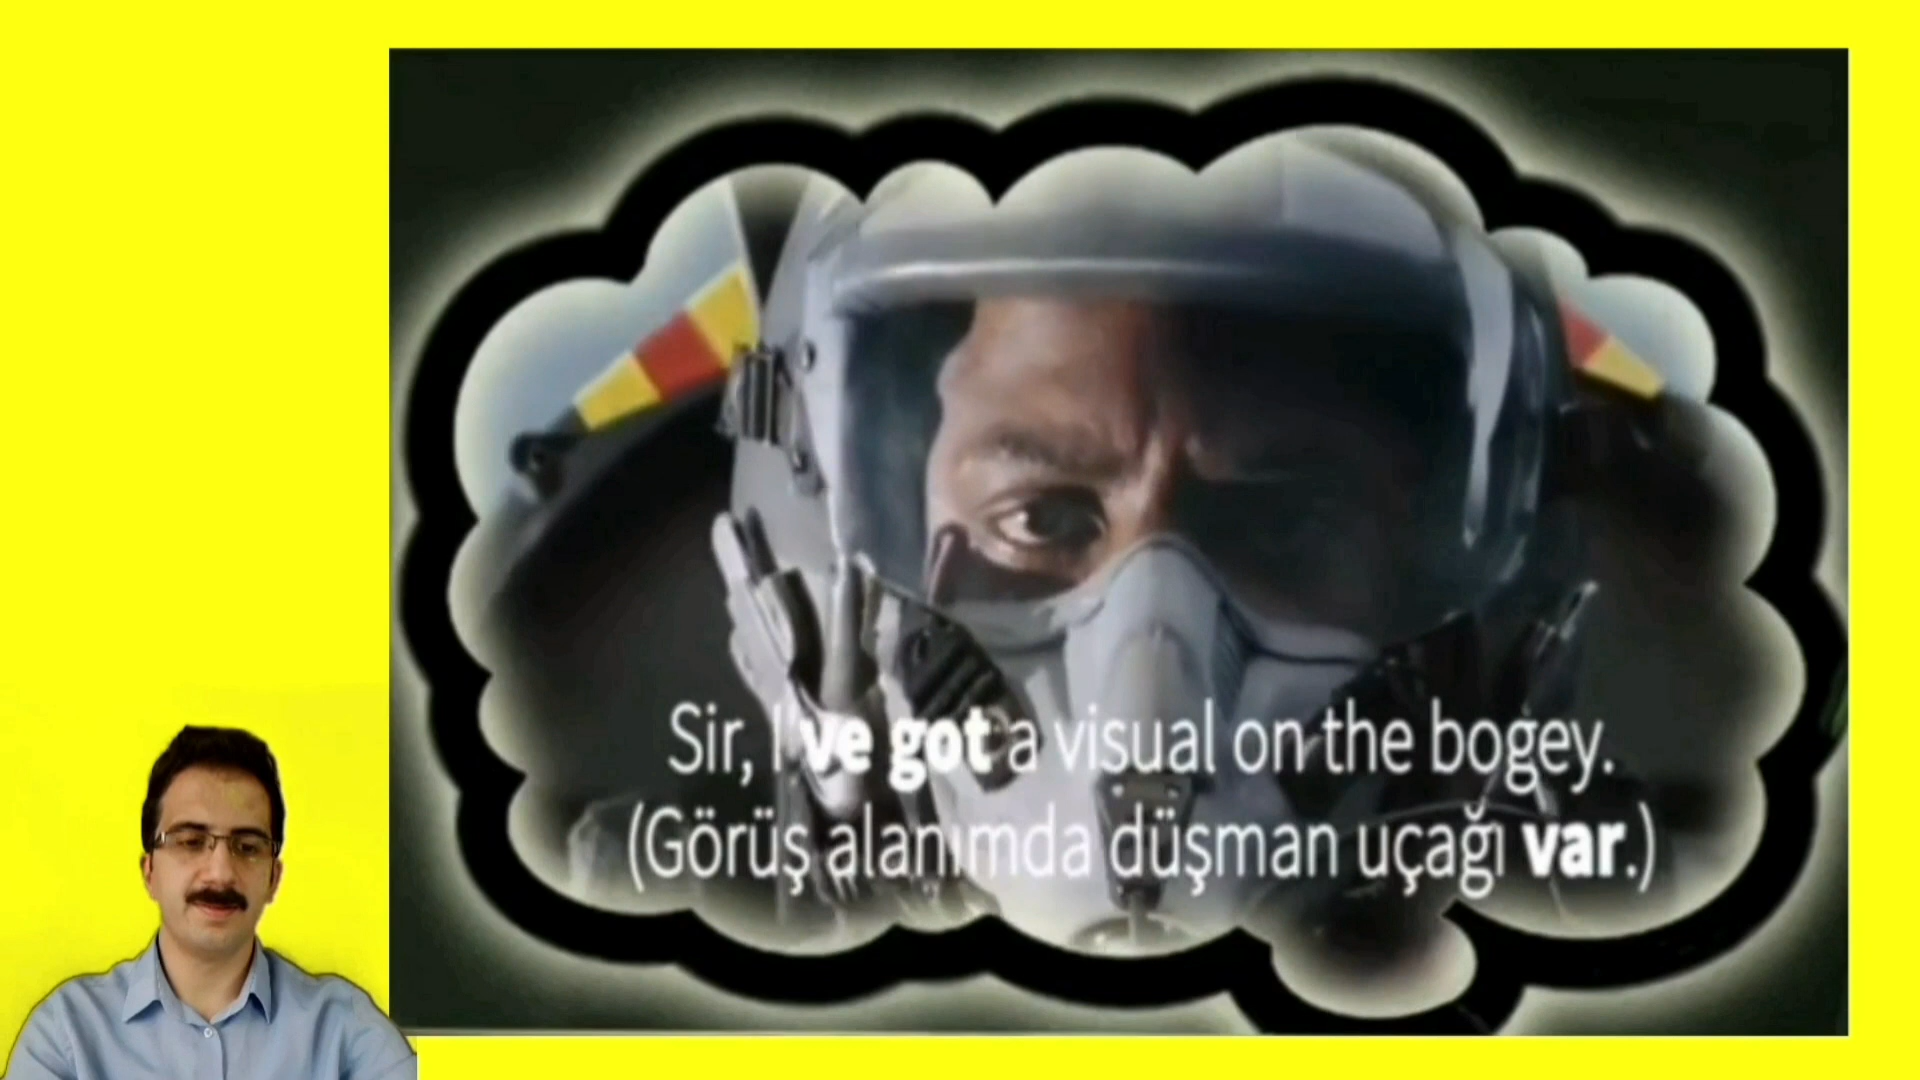 Sir, I've got a visual on the bogey.
(Görüş alanımda düşman uçağı var.)